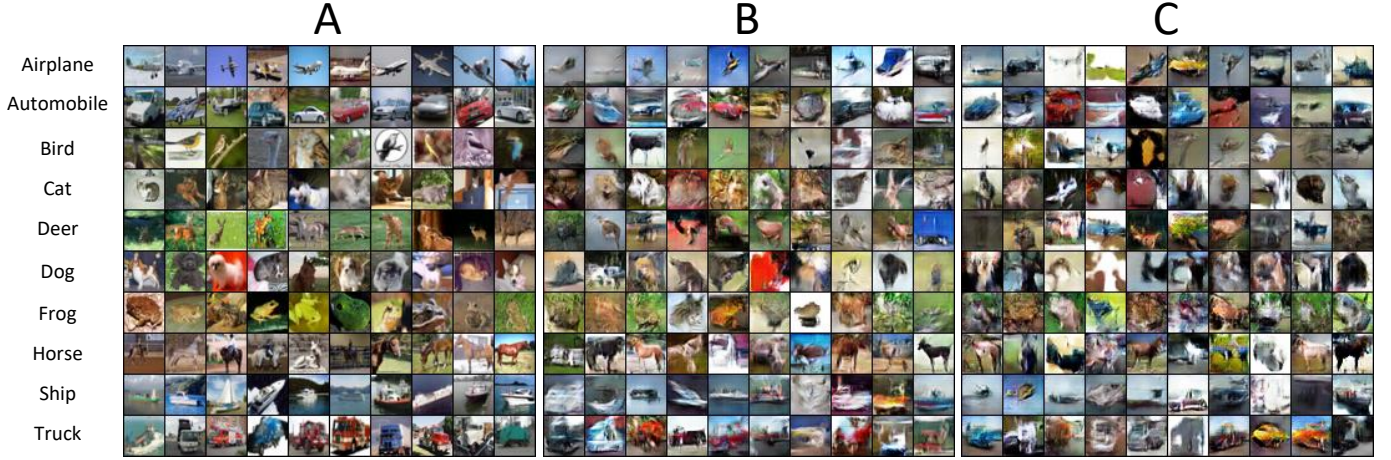 A B C
Airplane
Automobile
Bird
Cat
Deer
Dog
Frog
Horse
Ship
Truck